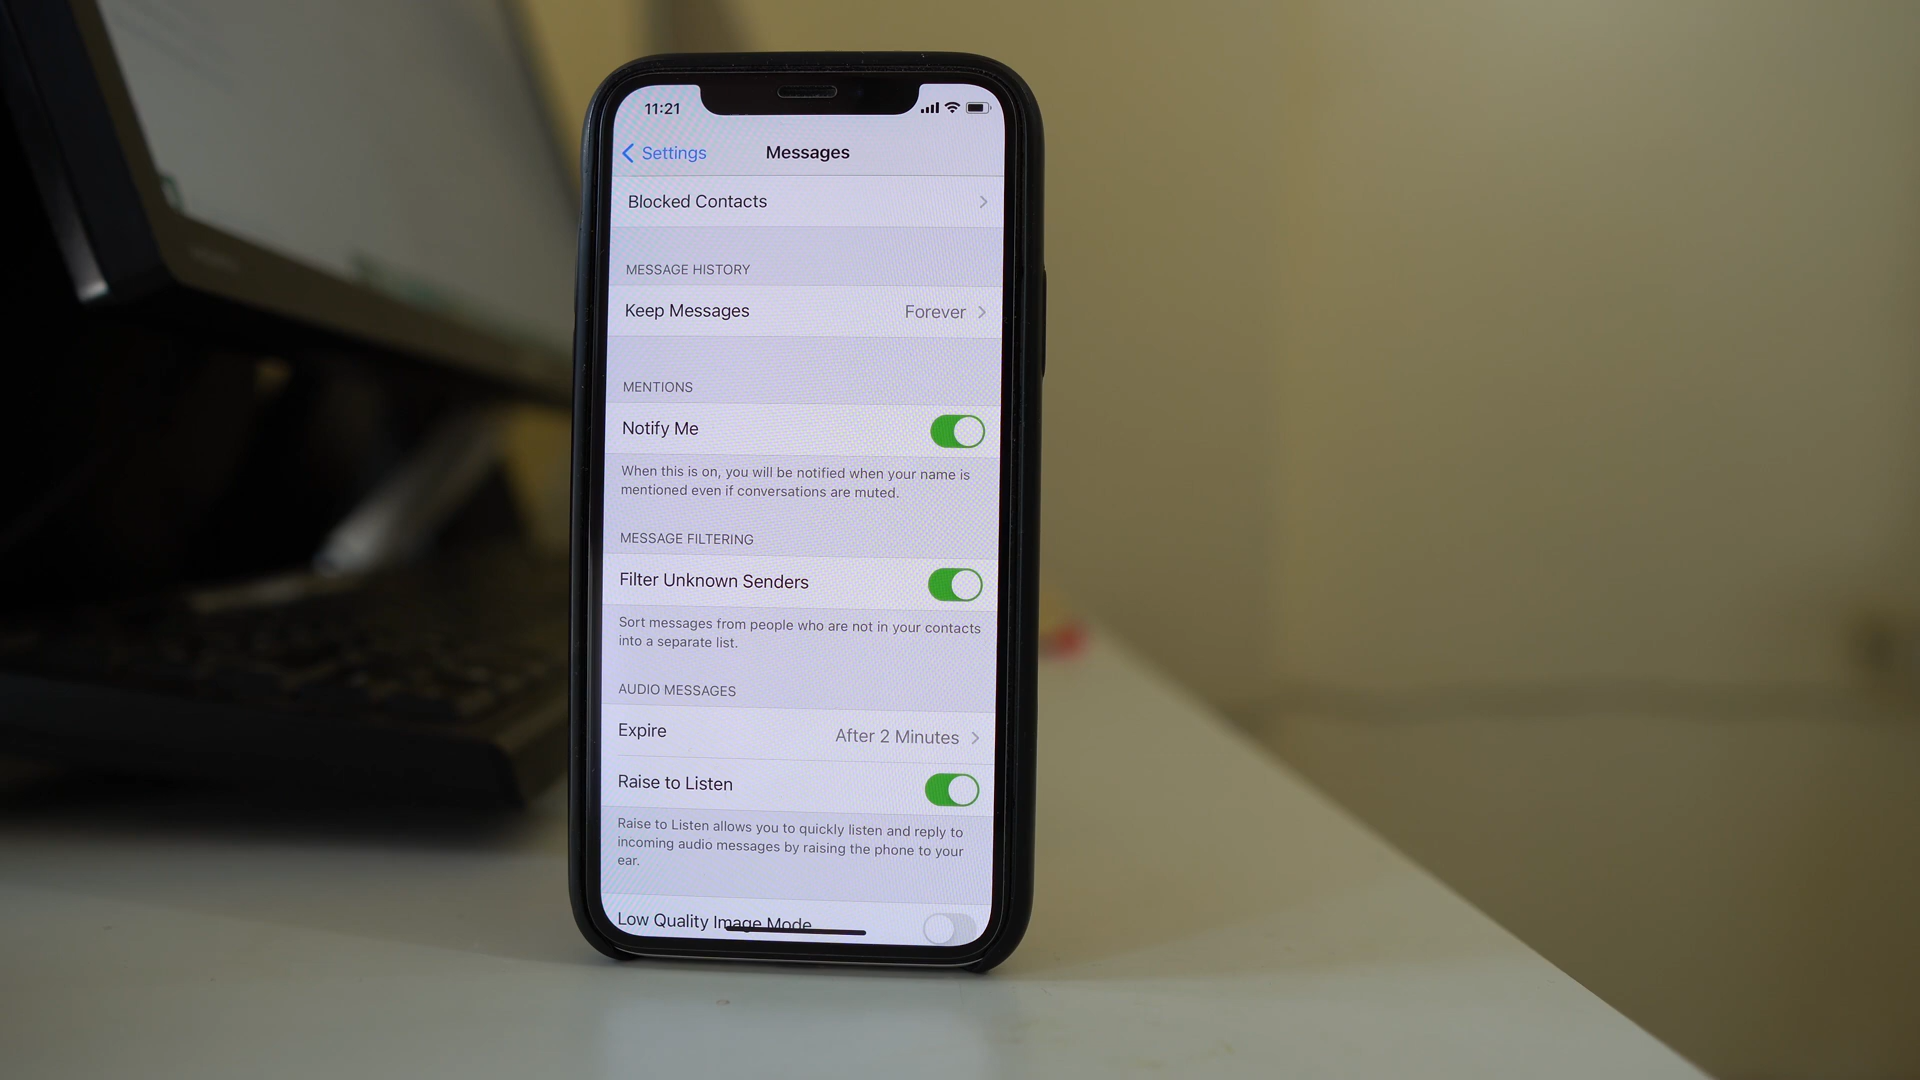 11:21
Settings
Messages
Blocked Contacts
MESSAGE HISTORY
Keep Messages Forever
MENTIONS
Notify Me
When this is on, you will be notified when your name is
mentioned even if conversations are muted.
MESSAGE FILTERING
Filter Unknown Senders
Sort messages from people who are not in your contacts
into a separate list.
AUDIO MESSAGES
Expire After 2 Minutes
Raise to Listen
Raise to Listen allows you to quickly listen and reply to
incoming audio messages by raising the phone to your
ear.
Low Quality Image Mode